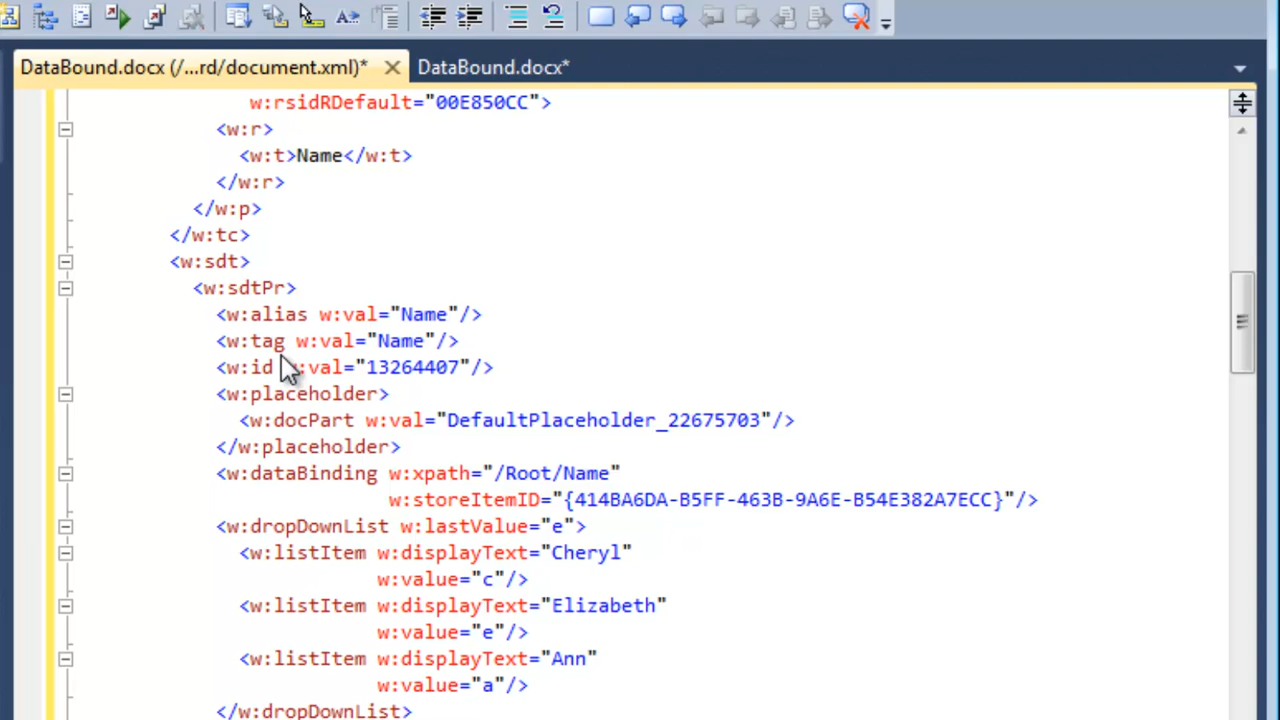 DataBound.docx (/...rd/document.xml)* DataBound.docx*
w:rsidRDefault="00E850CC">
<w:r>
<w:t>Name</w:t>
</w:r>
</w:p>
</w:tc>
<w:sdt>
<w:sdtPr>
<w:alias w:val="Name"/>
<w:tag w:val="Name"/>
<w:id :val="13264407"/>
<w:placeholder>
<w:docPart w:val="DefaultPlaceholder_22675703"/>
</w:placeholder>
<w:dataBinding w:xpath="/Root/Name"
w:storeItemID="{414BA6DA-B5FF-463B-9A6E-B54E382A7ECC}"/>
<w:dropDownList w:lastValue="e">
<w:listItem w:displayText="Cheryl"
w:value="c"/>
<w:listItem w:displayText="Elizabeth"
w:value="e"/>
<w:listItem w:displayText="Ann"
w:value="a"/>
</w:dropDownList>